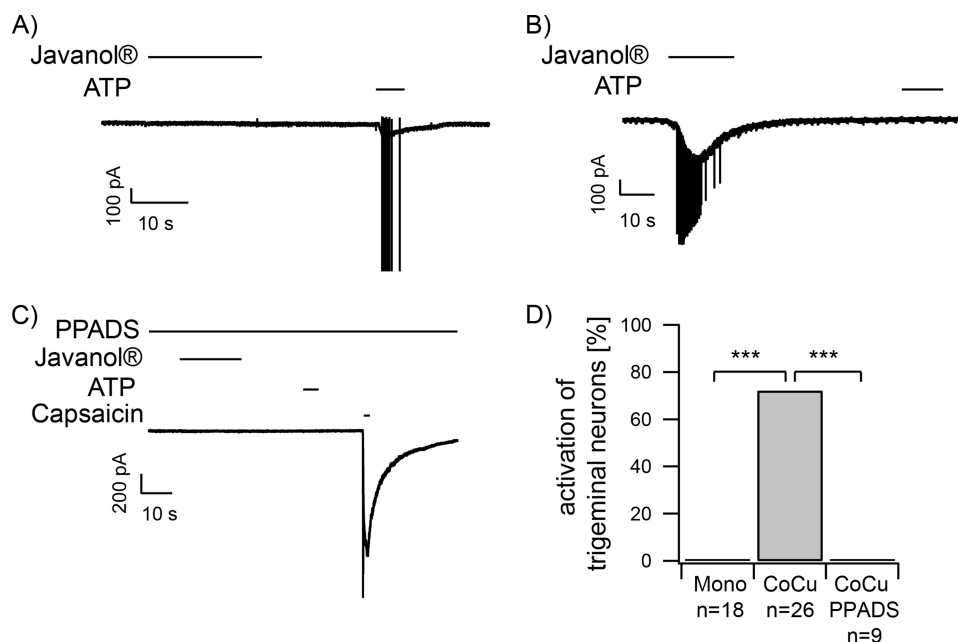 A)
Javanol®
ATP
100 pA
10 s
B)
Javanol®
ATP
100 pA
10 s
C)
PPADS
Javanol®
ATP
Capsaicin
200 pA
10 s
D)
activation of
trigeminal neurons [%]
100
80
60
40
20
0
*** ***
Mono CoCu CoCu
n=18 n=26 PPADS
n=9